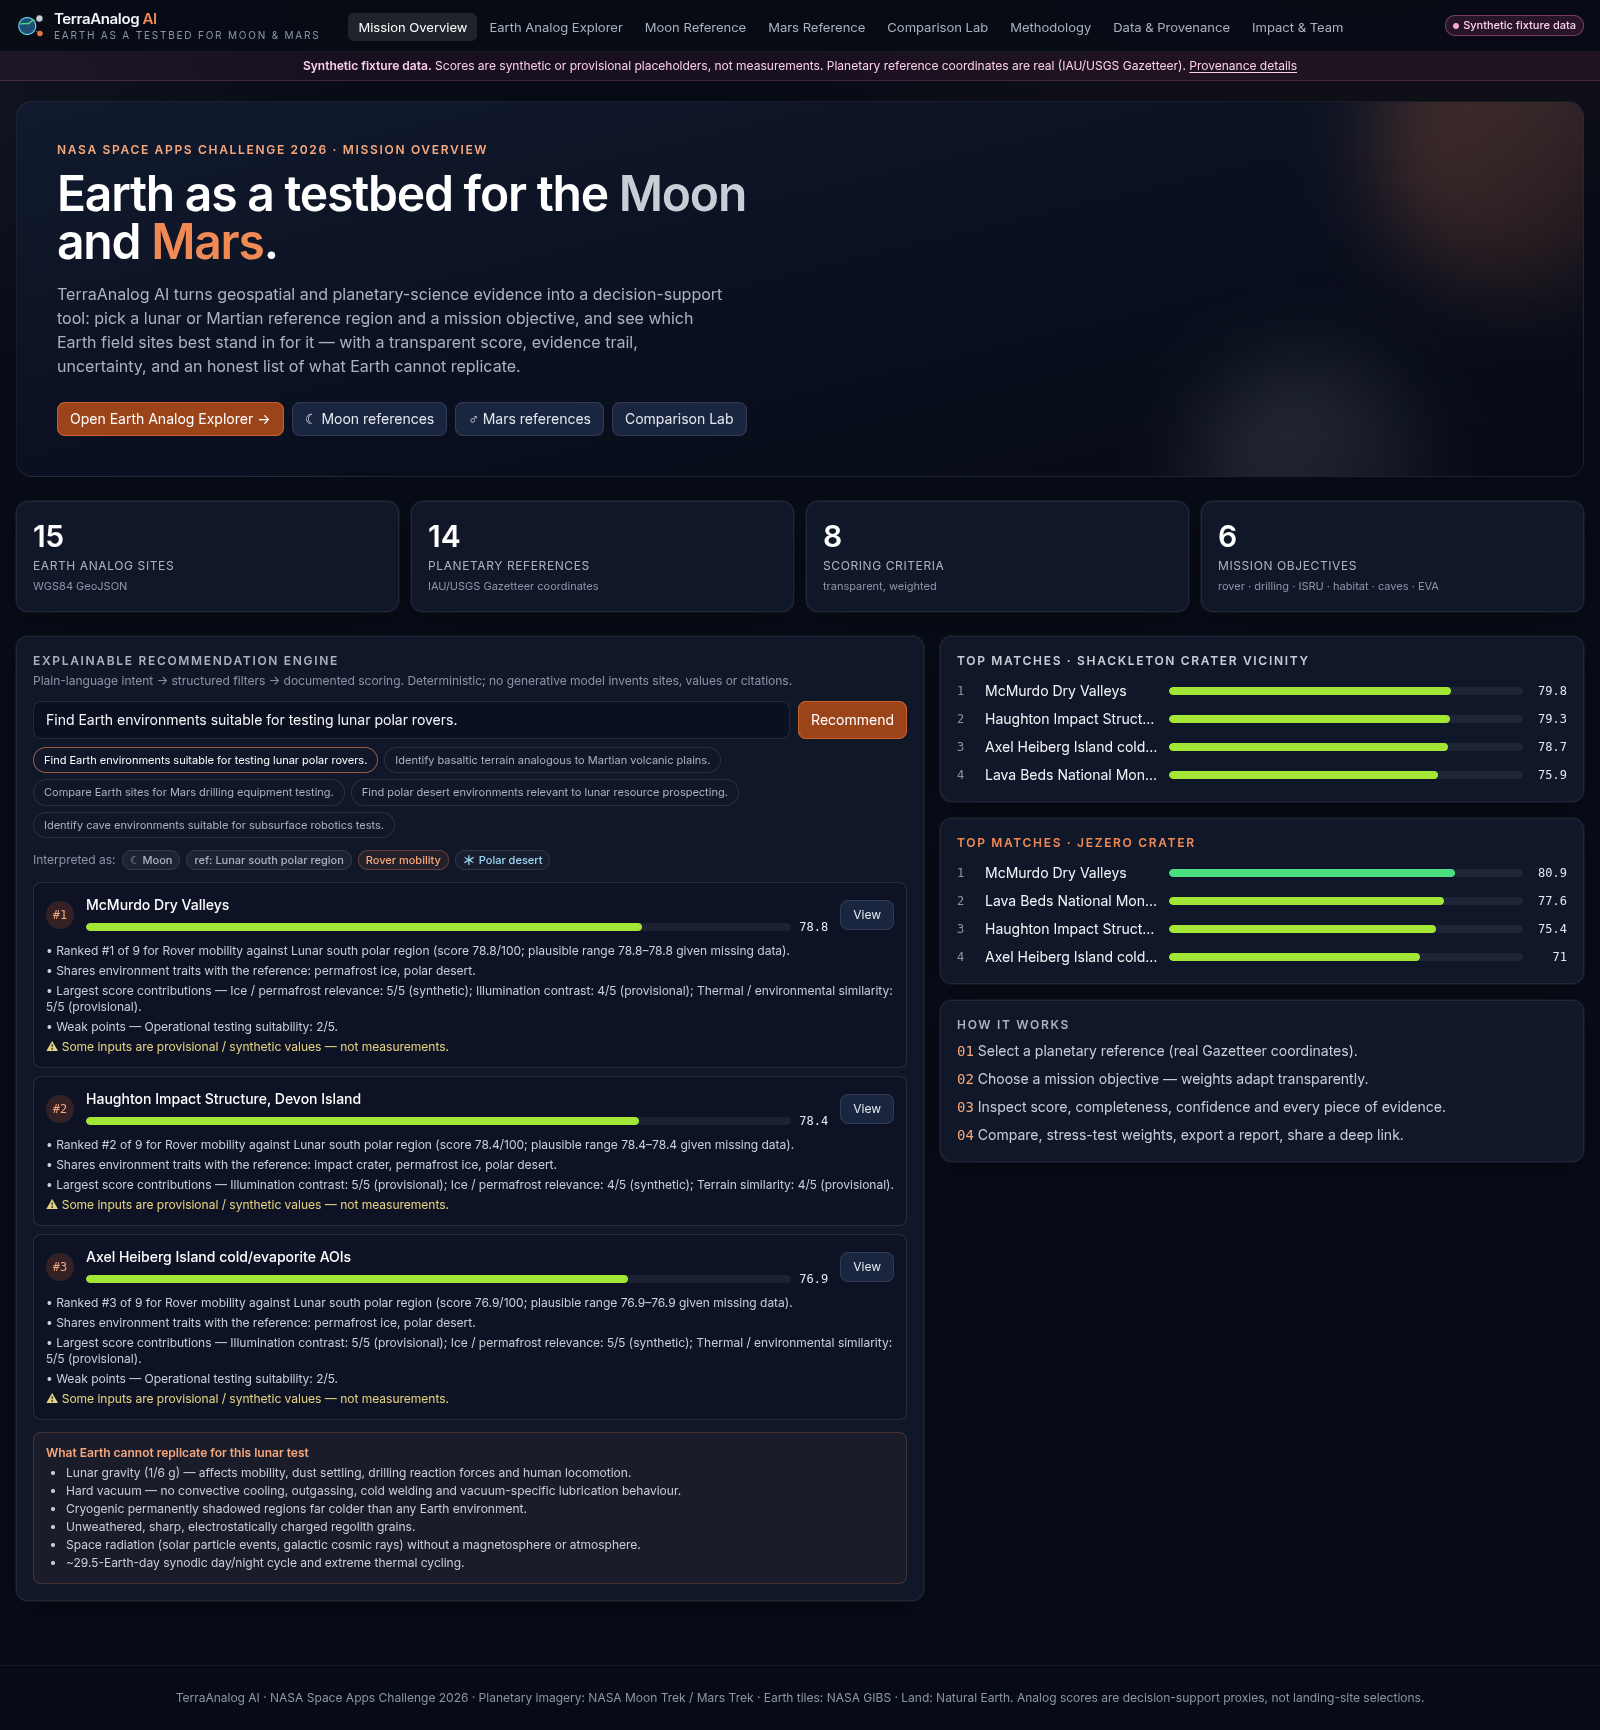 TerraAnalog AI
EARTH AS A TESTBED FOR MOON & MARS
Mission Overview
Earth Analog Explorer
Moon Reference
Mars Reference
Comparison Lab
Methodology
Data & Provenance
Impact & Team
Synthetic fixture data
Synthetic fixture data. Scores are synthetic or provisional placeholders, not measurements. Planetary reference coordinates are real (IAU/USGS Gazetteer). Provenance details
NASA SPACE APPS CHALLENGE 2026 · MISSION OVERVIEW
Earth as a testbed for the Moon
and Mars.
TerraAnalog AI turns geospatial and planetary-science evidence into a decision-support
tool: pick a lunar or Martian reference region and a mission objective, and see which
Earth field sites best stand in for it — with a transparent score, evidence trail,
uncertainty, and an honest list of what Earth cannot replicate.
Open Earth Analog Explorer →
☾ Moon references
♂ Mars references
Comparison Lab
15
EARTH ANALOG SITES
WGS84 GeoJSON
14
PLANETARY REFERENCES
IAU/USGS Gazetteer coordinates
8
SCORING CRITERIA
transparent, weighted
6
MISSION OBJECTIVES
rover · drilling · ISRU · habitat · caves · EVA
EXPLAINABLE RECOMMENDATION ENGINE
Plain-language intent → structured filters → documented scoring. Deterministic; no generative model invents sites, values or citations.
Find Earth environments suitable for testing lunar polar rovers.
Recommend
Find Earth environments suitable for testing lunar polar rovers.
Identify basaltic terrain analogous to Martian volcanic plains.
Compare Earth sites for Mars drilling equipment testing.
Find polar desert environments relevant to lunar resource prospecting.
Identify cave environments suitable for subsurface robotics tests.
Interpreted as: ☾ Moon ref: Lunar south polar region Rover mobility Polar desert
#1
McMurdo Dry Valleys
78.8
View
• Ranked #1 of 9 for Rover mobility against Lunar south polar region (score 78.8/100; plausible range 78.8–78.8 given missing data).
• Shares environment traits with the reference: permafrost ice, polar desert.
• Largest score contributions — Ice / permafrost relevance: 5/5 (synthetic); Illumination contrast: 4/5 (provisional); Thermal / environmental similarity:
5/5 (provisional).
• Weak points — Operational testing suitability: 2/5.
⚠ Some inputs are provisional / synthetic values — not measurements.
#2
Haughton Impact Structure, Devon Island
78.4
View
• Ranked #2 of 9 for Rover mobility against Lunar south polar region (score 78.4/100; plausible range 78.4–78.4 given missing data).
• Shares environment traits with the reference: impact crater, permafrost ice, polar desert.
• Largest score contributions — Illumination contrast: 5/5 (provisional); Ice / permafrost relevance: 4/5 (synthetic); Terrain similarity: 4/5 (provisional).
⚠ Some inputs are provisional / synthetic values — not measurements.
#3
Axel Heiberg Island cold/evaporite AOIs
76.9
View
• Ranked #3 of 9 for Rover mobility against Lunar south polar region (score 76.9/100; plausible range 76.9–76.9 given missing data).
• Shares environment traits with the reference: permafrost ice, polar desert.
• Largest score contributions — Illumination contrast: 5/5 (provisional); Ice / permafrost relevance: 5/5 (synthetic); Thermal / environmental similarity:
5/5 (provisional).
• Weak points — Operational testing suitability: 2/5.
⚠ Some inputs are provisional / synthetic values — not measurements.
What Earth cannot replicate for this lunar test
• Lunar gravity (1/6 g) — affects mobility, dust settling, drilling reaction forces and human locomotion.
• Hard vacuum — no convective cooling, outgassing, cold welding and vacuum-specific lubrication behaviour.
• Cryogenic permanently shadowed regions far colder than any Earth environment.
• Unweathered, sharp, electrostatically charged regolith grains.
• Space radiation (solar particle events, galactic cosmic rays) without a magnetosphere or atmosphere.
• ~29.5-Earth-day synodic day/night cycle and extreme thermal cycling.
TOP MATCHES · SHACKLETON CRATER VICINITY
1 McMurdo Dry Valleys 79.8
2 Haughton Impact Struct... 79.3
3 Axel Heiberg Island cold... 78.7
4 Lava Beds National Mon... 75.9
TOP MATCHES · JEZERO CRATER
1 McMurdo Dry Valleys 80.9
2 Lava Beds National Mon... 77.6
3 Haughton Impact Struct... 75.4
4 Axel Heiberg Island cold... 71
HOW IT WORKS
01 Select a planetary reference (real Gazetteer coordinates).
02 Choose a mission objective — weights adapt transparently.
03 Inspect score, completeness, confidence and every piece of evidence.
04 Compare, stress-test weights, export a report, share a deep link.
TerraAnalog AI · NASA Space Apps Challenge 2026 · Planetary imagery: NASA Moon Trek / Mars Trek · Earth tiles: NASA GIBS · Land: Natural Earth. Analog scores are decision-support proxies, not landing-site selections.